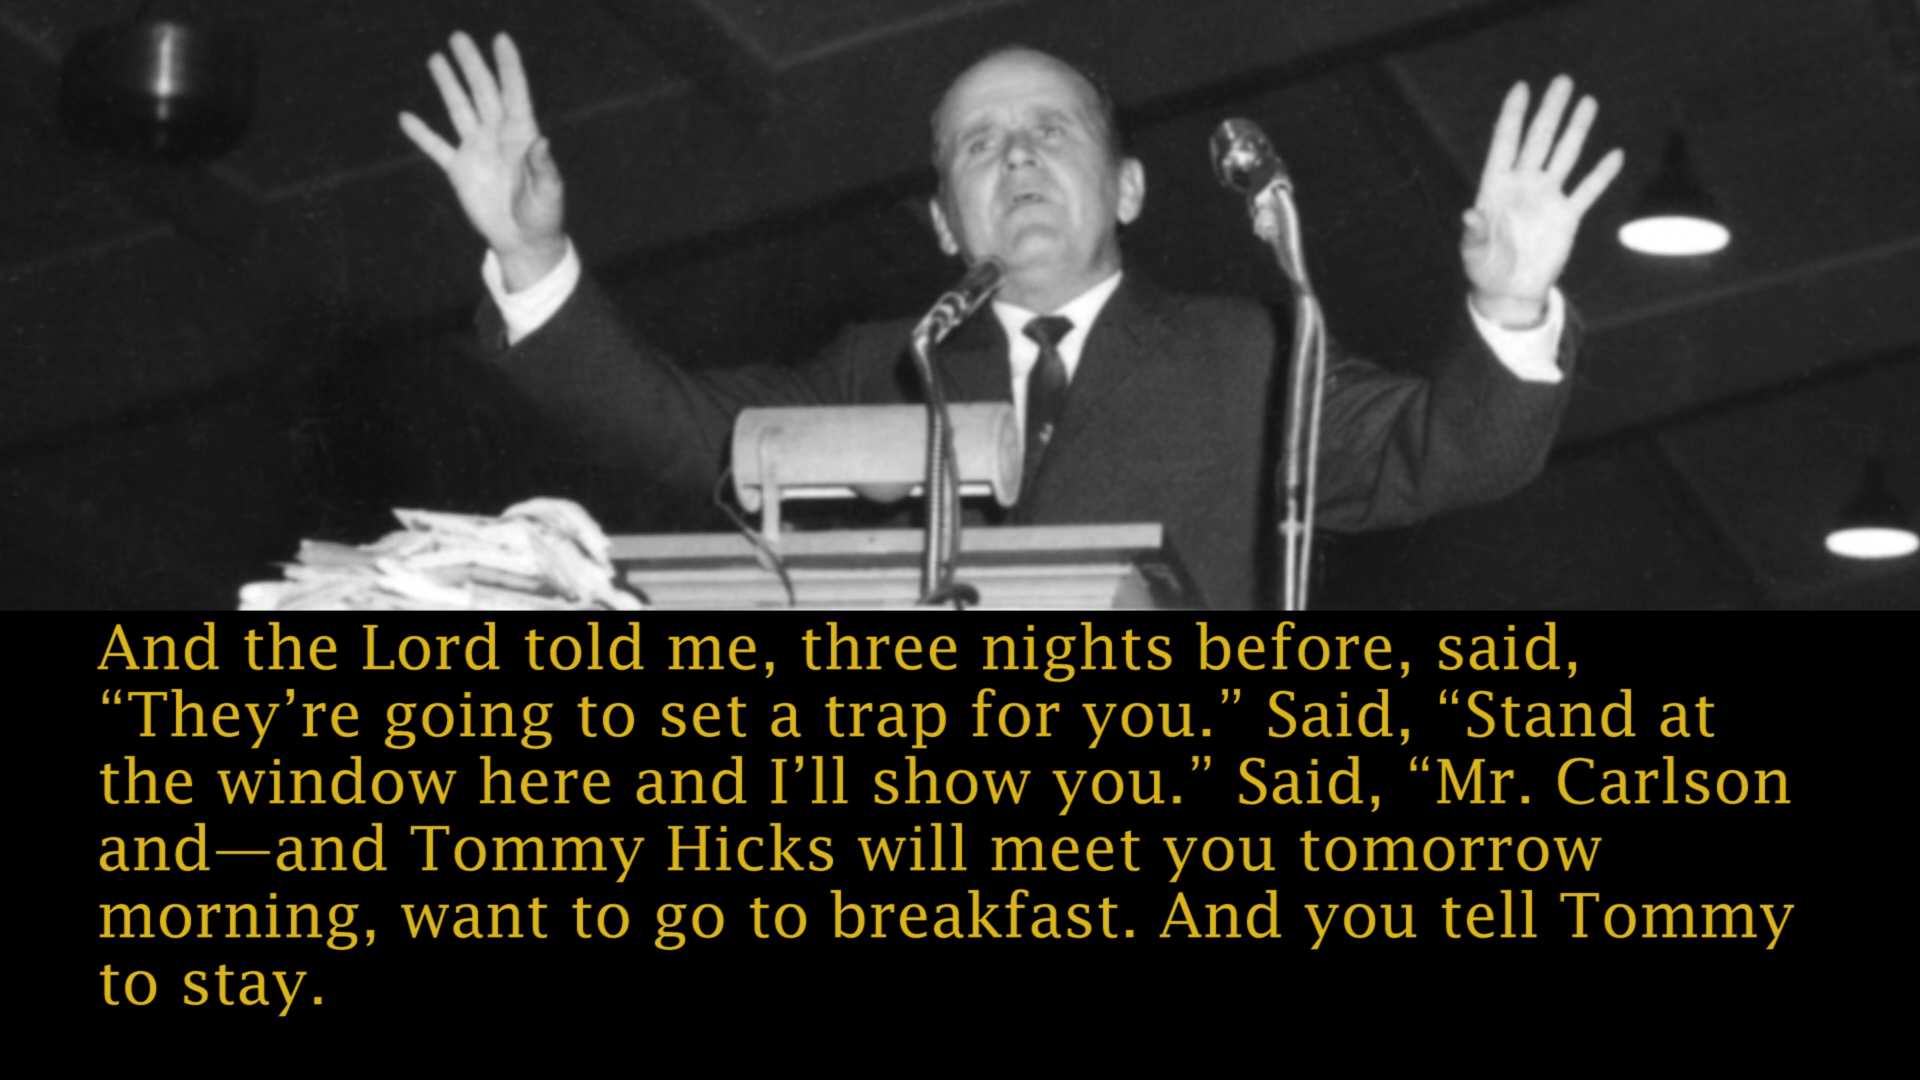 And the Lord told me, three nights before, said,
“They’re going to set a trap for you.” Said, “Stand at
the window here and I’ll show you.” Said, “Mr. Carlson
and—and Tommy Hicks will meet you tomorrow
morning, want to go to breakfast. And you tell Tommy
to stay.